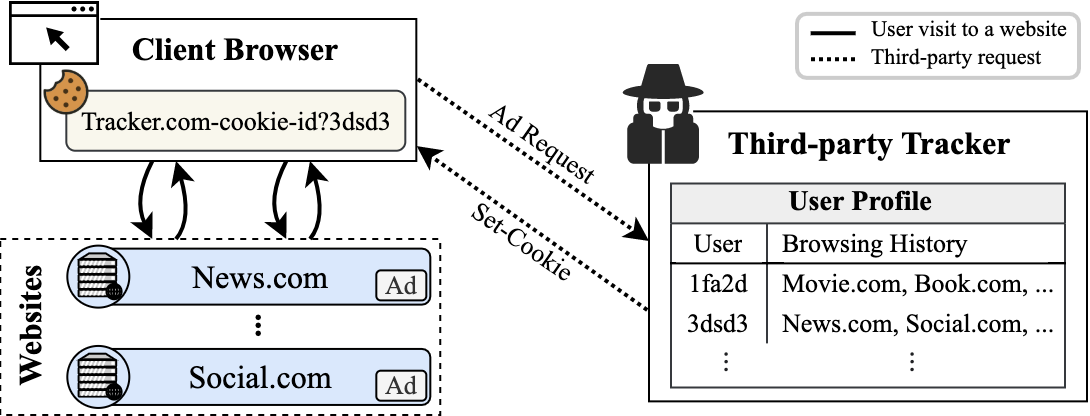 Client Browser
Tracker.com-cookie-id?3dsd3
User visit to a website
Third-party request
Ad Request
Set-Cookie
Websites
News.com
Ad
Social.com
Ad
Third-party Tracker
User Profile
User Browsing History
1fa2d Movie.com, Book.com, ...
3dsd3 News.com, Social.com, ...